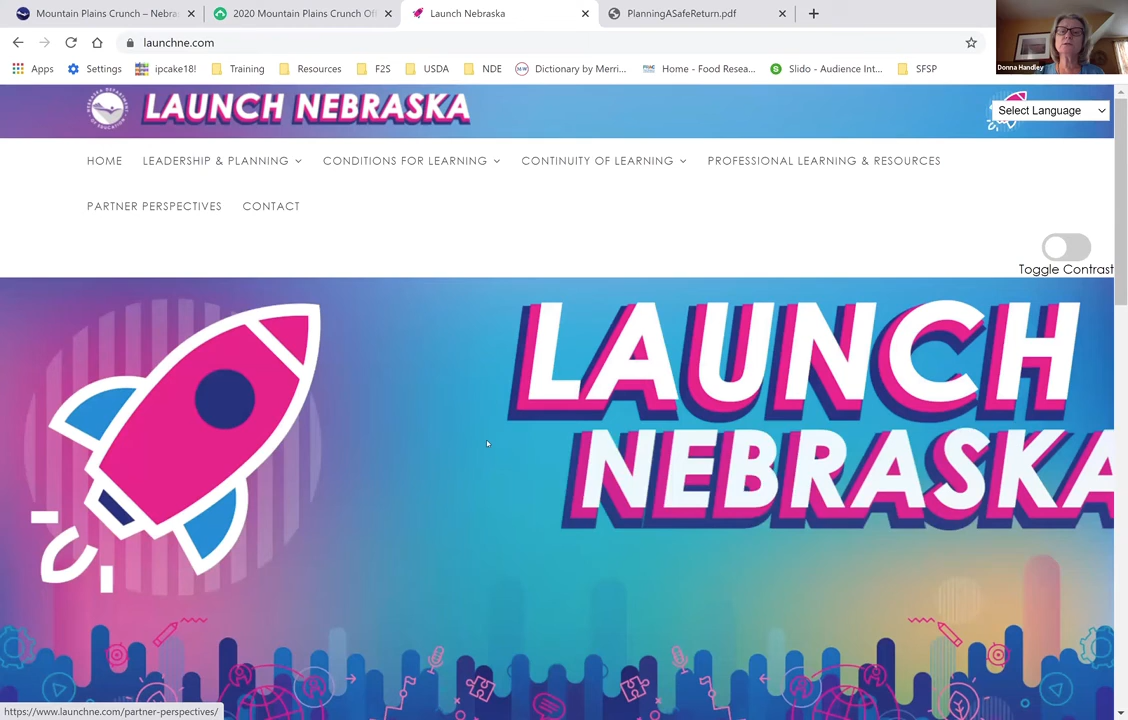 Mountain Plains Crunch – Nebra
2020 Mountain Plains Crunch Off
Launch Nebraska
PlanningASafeReturn.pdf
launchne.com
Apps
Settings
ipcake18!
Training
Resources
F2S
USDA
NDE
Dictionary by Merri...
Home - Food Resea...
Slido - Audience Int...
SFSP
Donna Handley
LAUNCH NEBRASKA
Select Language
HOME
LEADERSHIP & PLANNING
CONDITIONS FOR LEARNING
CONTINUITY OF LEARNING
PROFESSIONAL LEARNING & RESOURCES
PARTNER PERSPECTIVES
CONTACT
Toggle Contrast
LAUNCH
NEBRASKA
https://www.launchne.com/partner-perspectives/